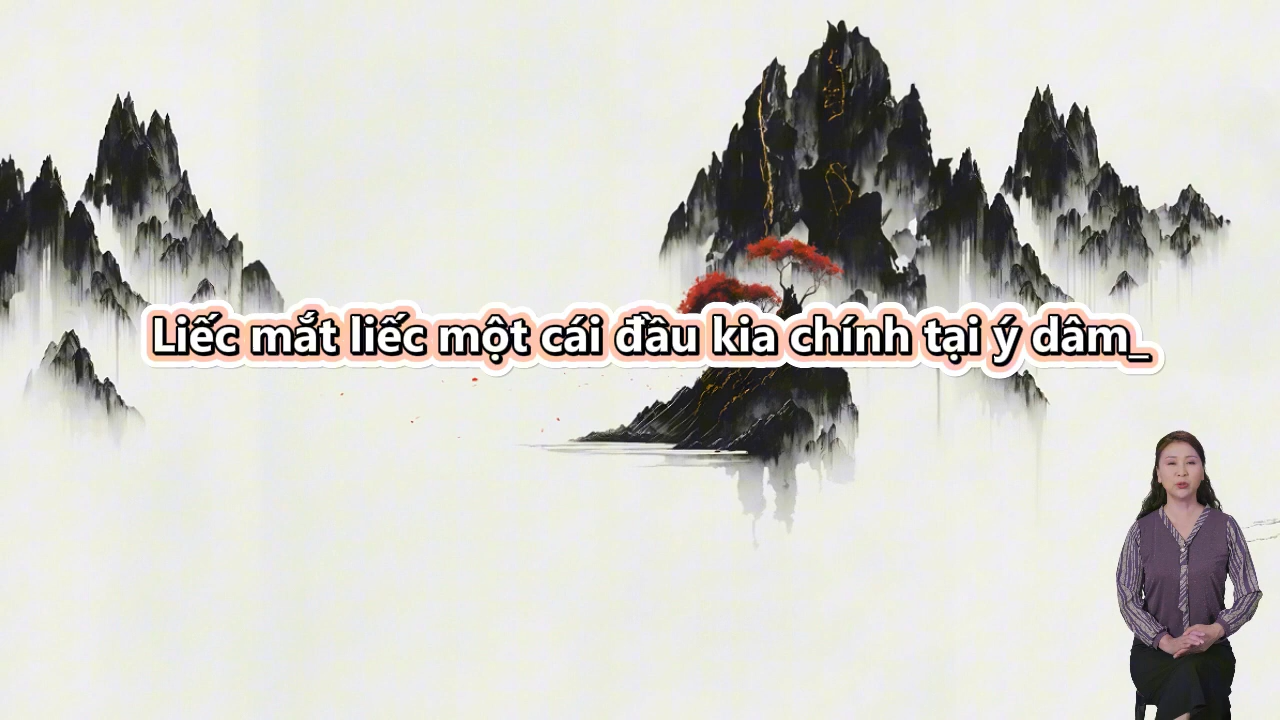 Liếc mắt liếc một cái đầu kia chính tại ý dâm_